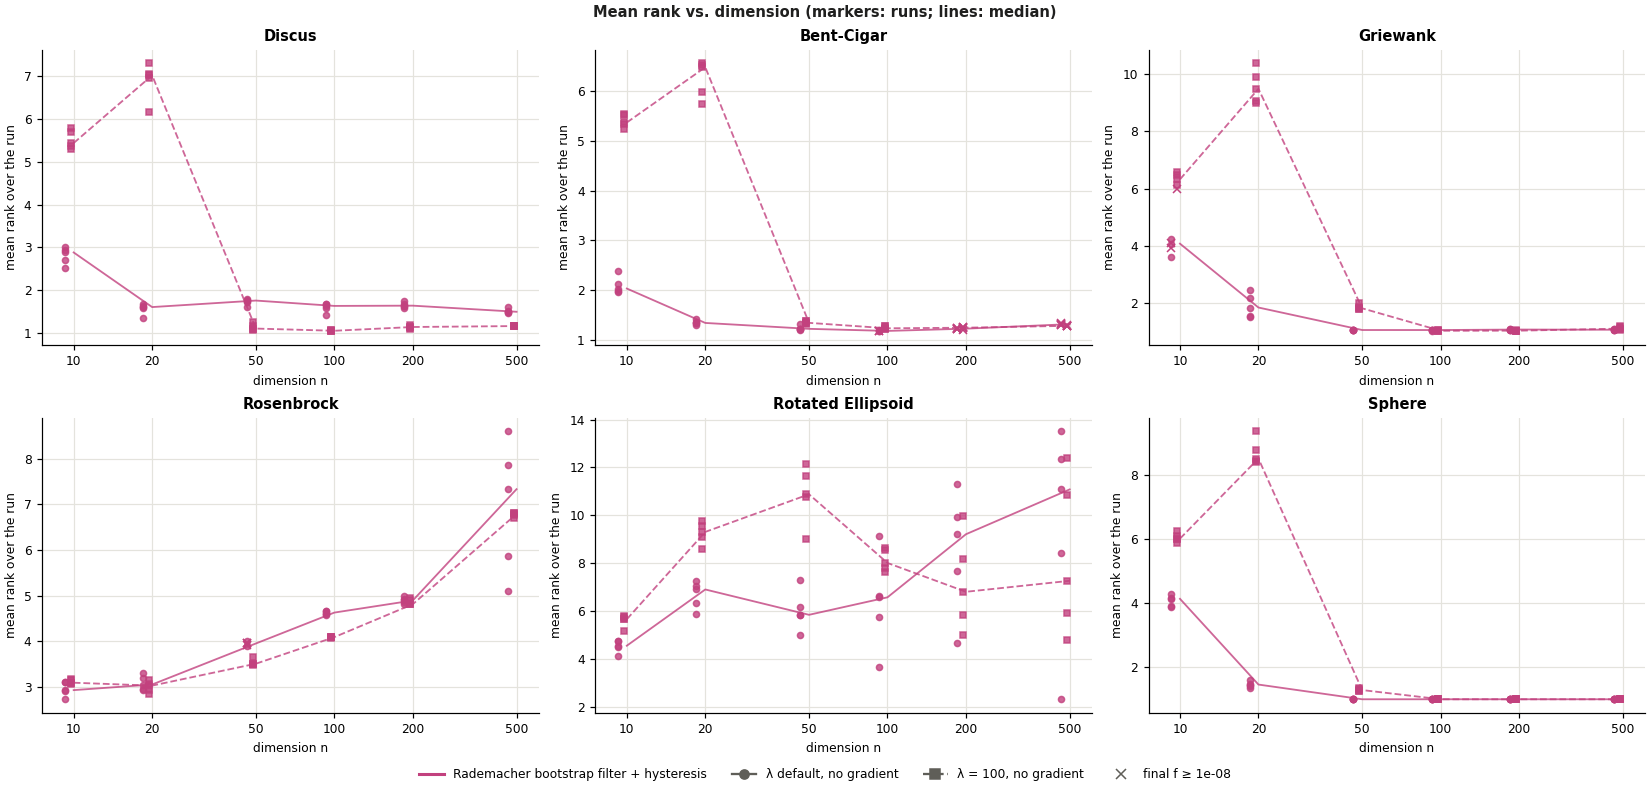 Mean rank vs. dimension (markers: runs; lines: median)
Discus
mean rank over the run
7
6
5
4
3
2
1
10 20 50 100 200 500
dimension n
Bent-Cigar
mean rank over the run
6
5
4
3
2
1
10 20 50 100 200 500
dimension n
Griewank
mean rank over the run
10
8
6
4
2
10 20 50 100 200 500
dimension n
Rosenbrock
mean rank over the run
8
7
6
5
4
3
10 20 50 100 200 500
dimension n
Rotated Ellipsoid
mean rank over the run
14
12
10
8
6
4
2
10 20 50 100 200 500
dimension n
Sphere
mean rank over the run
8
6
4
2
10 20 50 100 200 500
dimension n
Rademacher bootstrap filter + hysteresis λ default, no gradient λ = 100, no gradient final f ≥ 1e-08